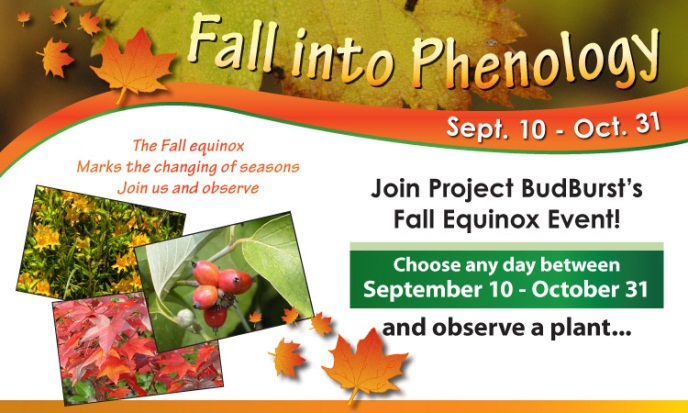 Fall into Phenology
Sept. 10 - Oct. 31
The Fall equinox
Marks the changing of seasons
Join us and observe
Join Project BudBurst's
Fall Equinox Event!
Choose any day between
September 10 - October 31
and observe a plant...